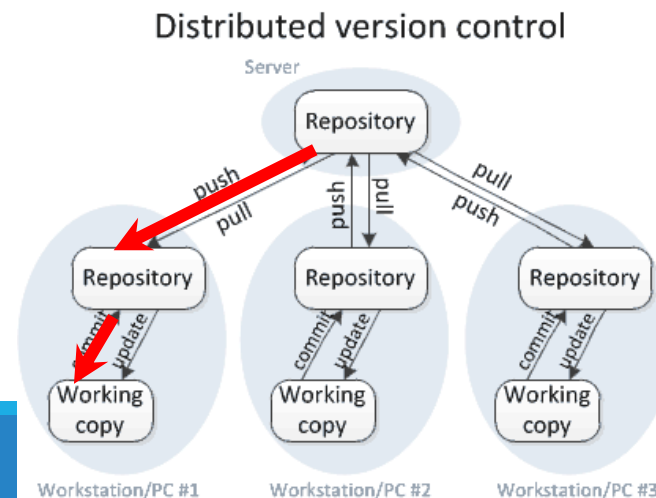 Distributed version control
Server
Repository
push
pull
push
pull
pull
push
Repository
Repository
Repository
commit
update
commit
update
commit
update
Working
copy
Working
copy
Working
copy
Workstation/PC #1
Workstation/PC #2
Workstation/PC #3